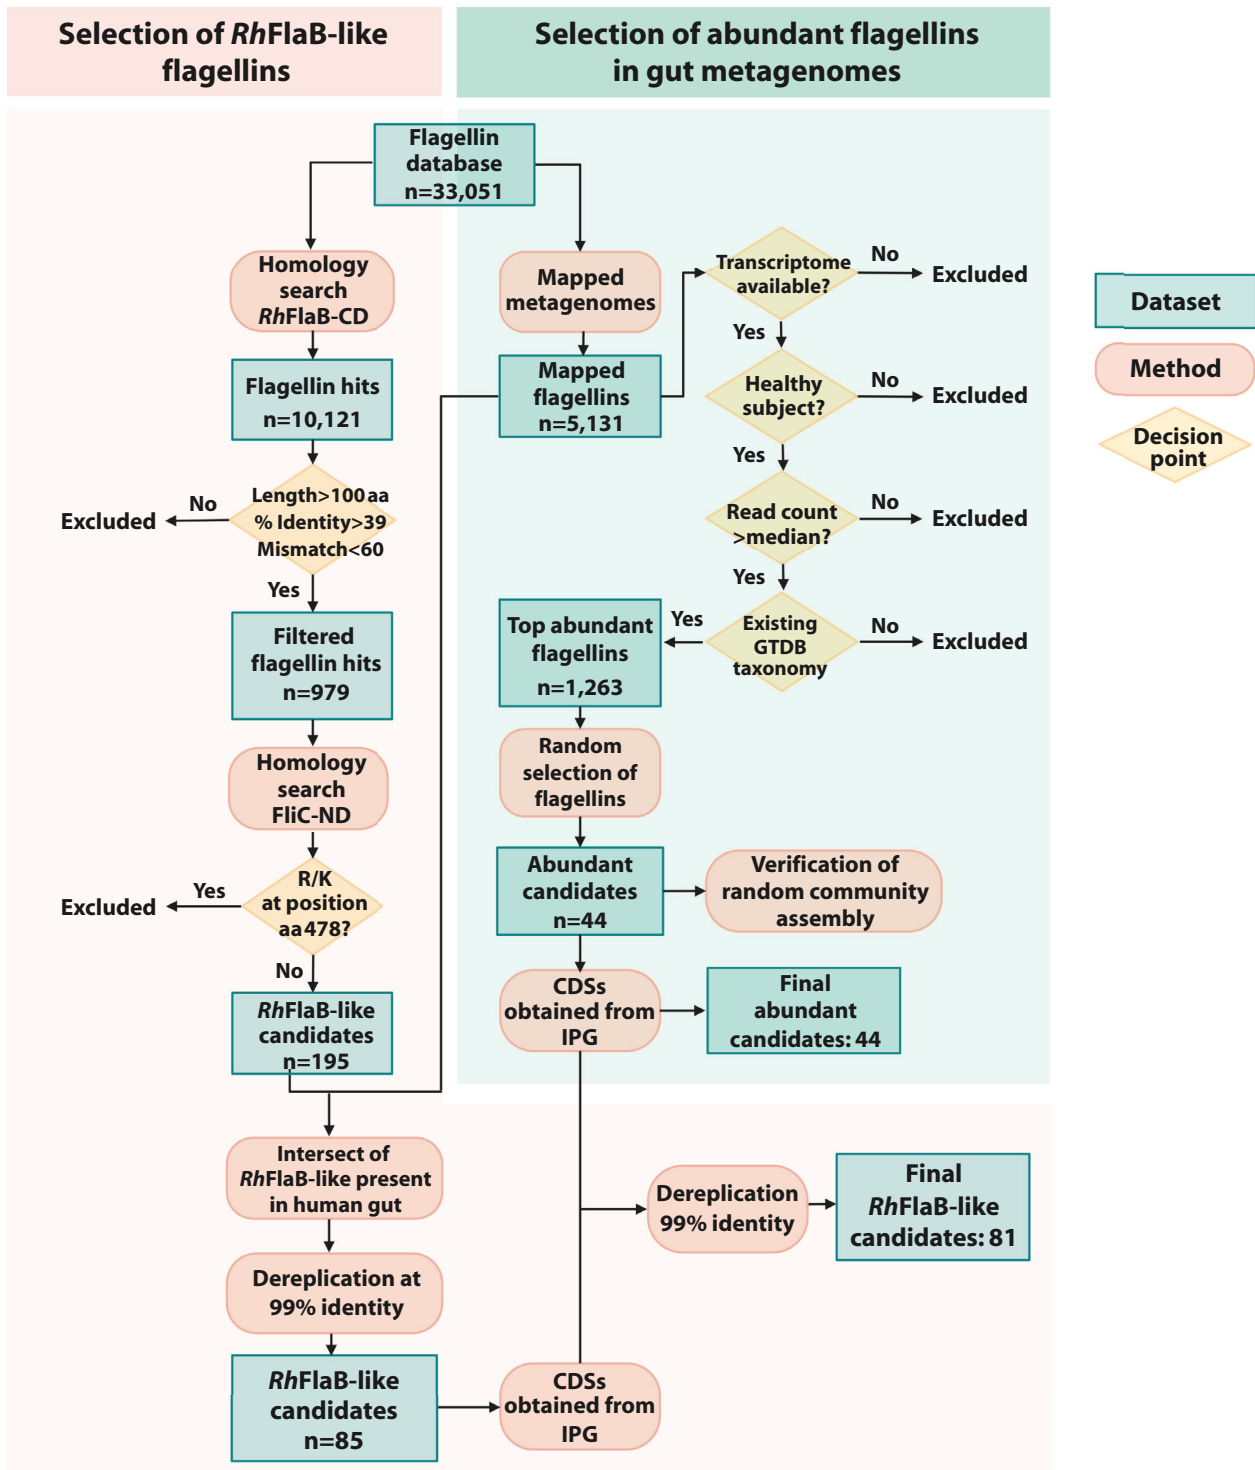 Selection of RhFlaB-like
flagellins
Selection of abundant flagellins
in gut metagenomes
Flagellin
database
n=33,051
Homology
search
RhFlaB-CD
Flagellin hits
n=10,121
Length>100 aa
% Identity>39
Mismatch<60
No
Excluded
Yes
Filtered
flagellin hits
n=979
Homology
search
FliC-ND
R/K
at position
aa 478?
Yes
Excluded
No
RhFlaB-like
candidates
n=195
Intersect of
RhFlaB-like present
in human gut
Dereplication at
99% identity
RhFlaB-like
candidates
n=85
CDSs
obtained from
IPG
Mapped
metagenomes
Mapped
flagellins
n=5,131
Transcriptome
available?
No
Excluded
Yes
Healthy
subject?
No
Excluded
Yes
Read count
>median?
No
Excluded
Yes
Existing
GTDB
taxonomy
No
Excluded
Yes
Top abundant
flagellins
n=1,263
Random
selection of
flagellins
Abundant
candidates
n=44
Verification of
random community
assembly
CDSs
obtained from
IPG
Final
abundant
candidates: 44
Dereplication
99% identity
Final
RhFlaB-like
candidates: 81
Dataset
Method
Decision
point